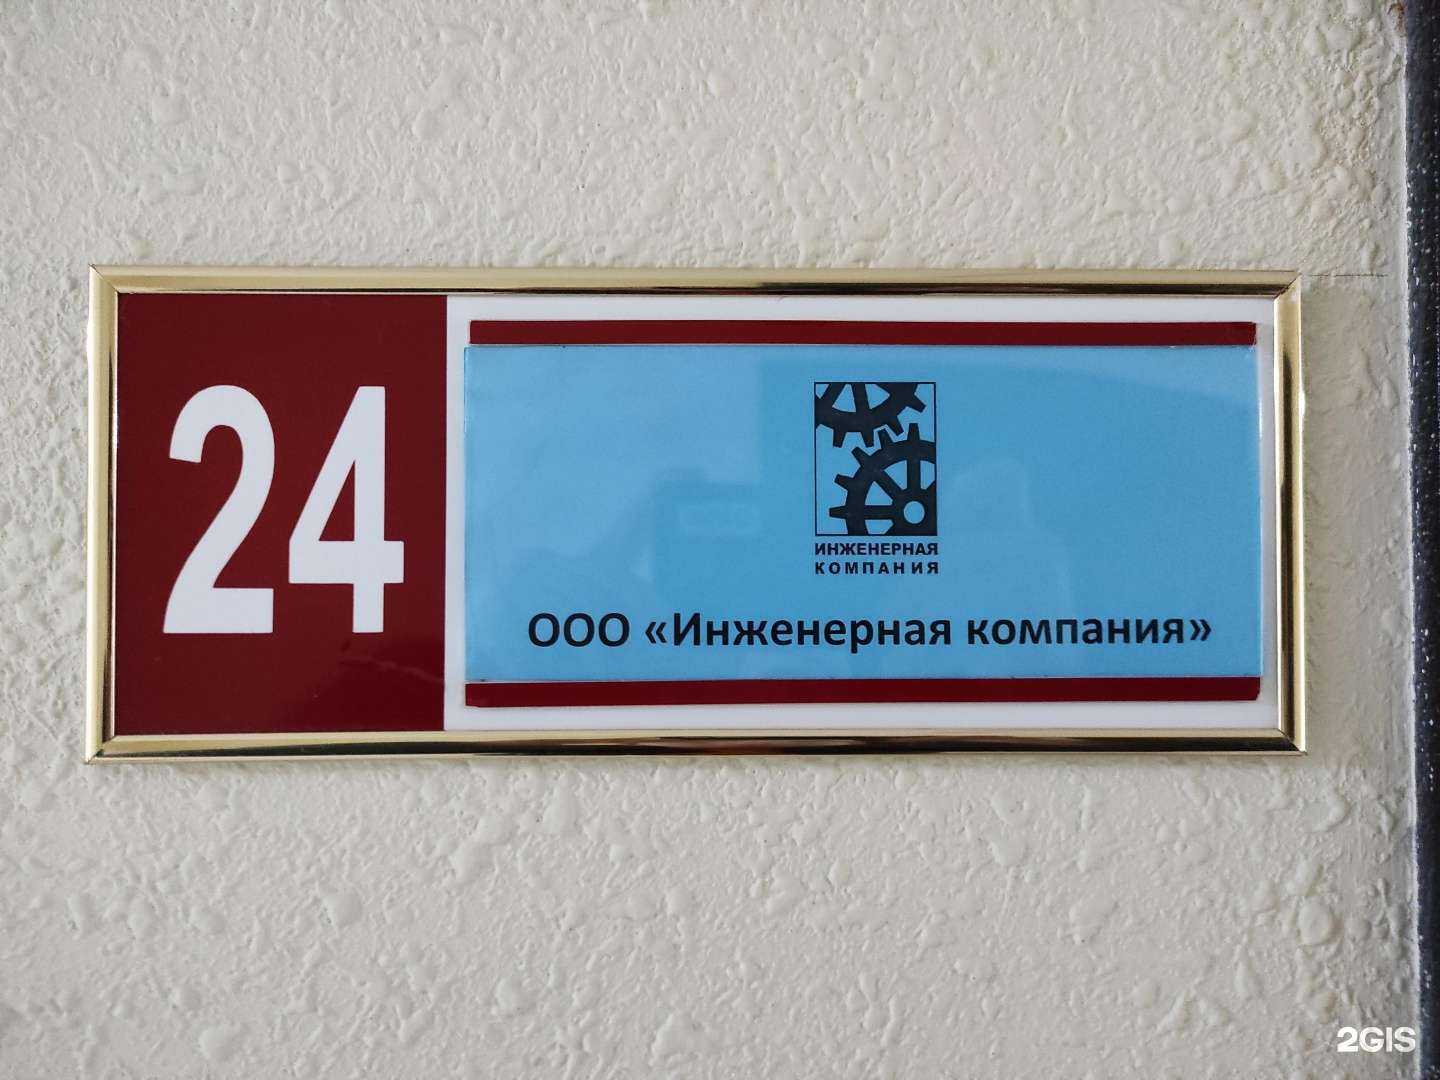 24
ИНЖЕНЕРНАЯ
КОМПАНИЯ
ООО «Инженерная компания»
2GIS